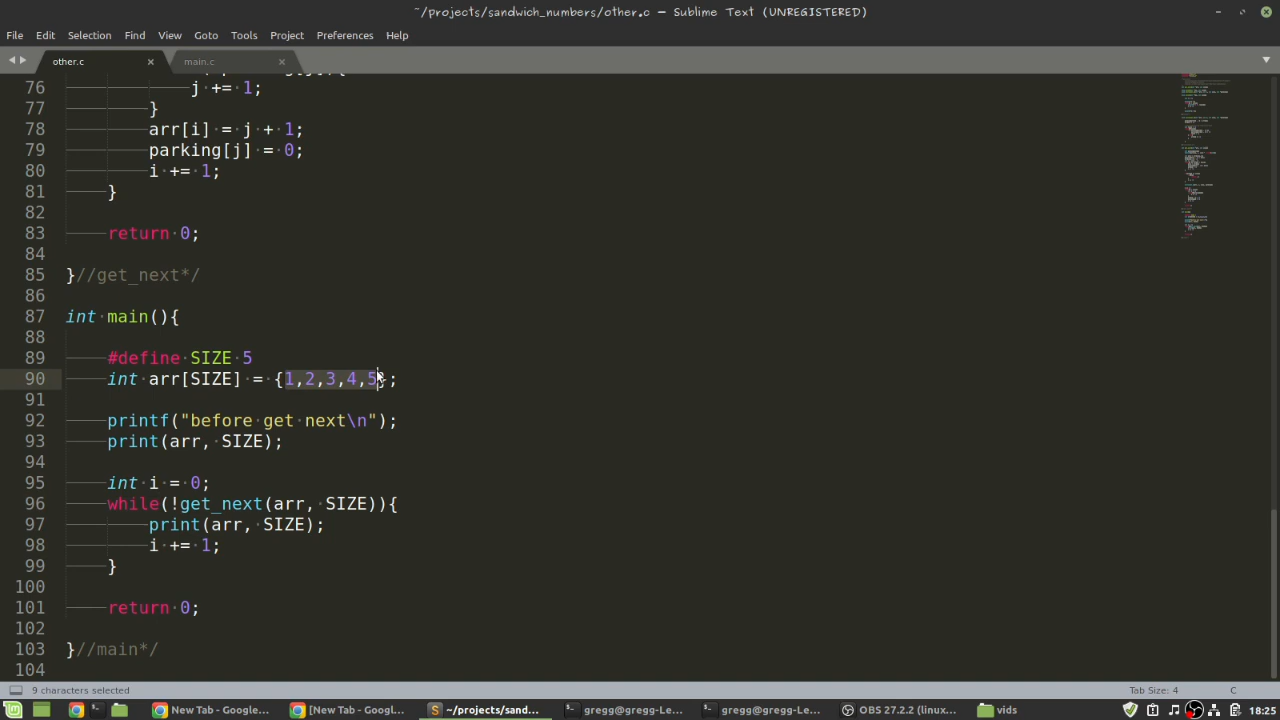 ~/projects/sandwich_numbers/other.c — Sublime Text (UNREGISTERED)
File Edit Selection Find View Goto Tools Project Preferences Help
other.c main.c
76 j += 1;
77 }
78 arr[i] = j + 1;
79 parking[j] = 0;
80 i += 1;
81 }
82
83 return 0;
84
85 }//get_next*/
86
87 int main(){
88
89 #define SIZE 5
90 int arr[SIZE] = {1,2,3,4,5};
91
92 printf("before get next\n");
93 print(arr, SIZE);
94
95 int i = 0;
96 while(!get_next(arr, SIZE)){
97 print(arr, SIZE);
98 i += 1;
99 }
100
101 return 0;
102
103 }//main*/
104
9 characters selected Tab Size: 4 C
New Tab - Google... [New Tab - Google... ~/projects/sand... gregg@gregg-Le... gregg@gregg-Le... OBS 27.2.2 (linux... vids 18:25